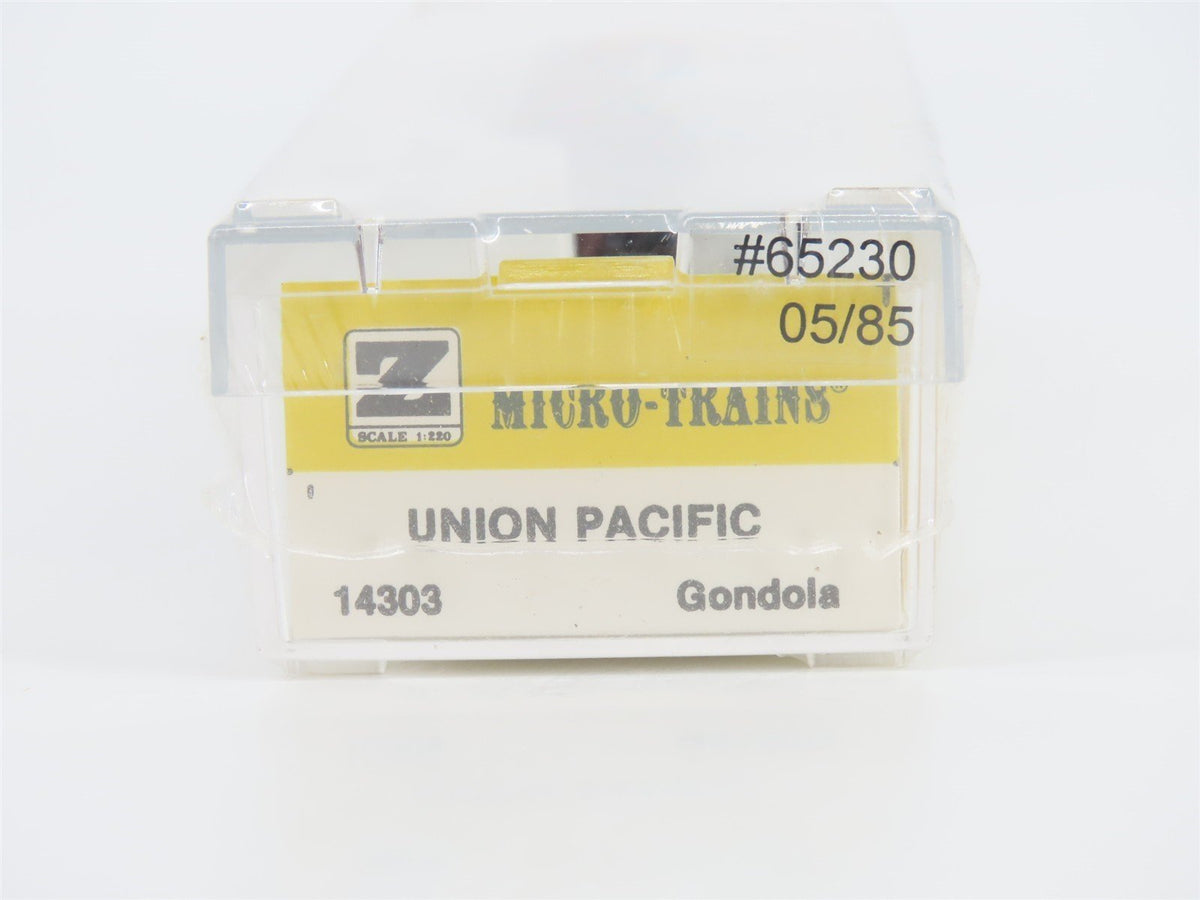 #65230
05/85
Z
SCALE 1:220
MICRO-TRAINS®
UNION PACIFIC
14303 Gondola